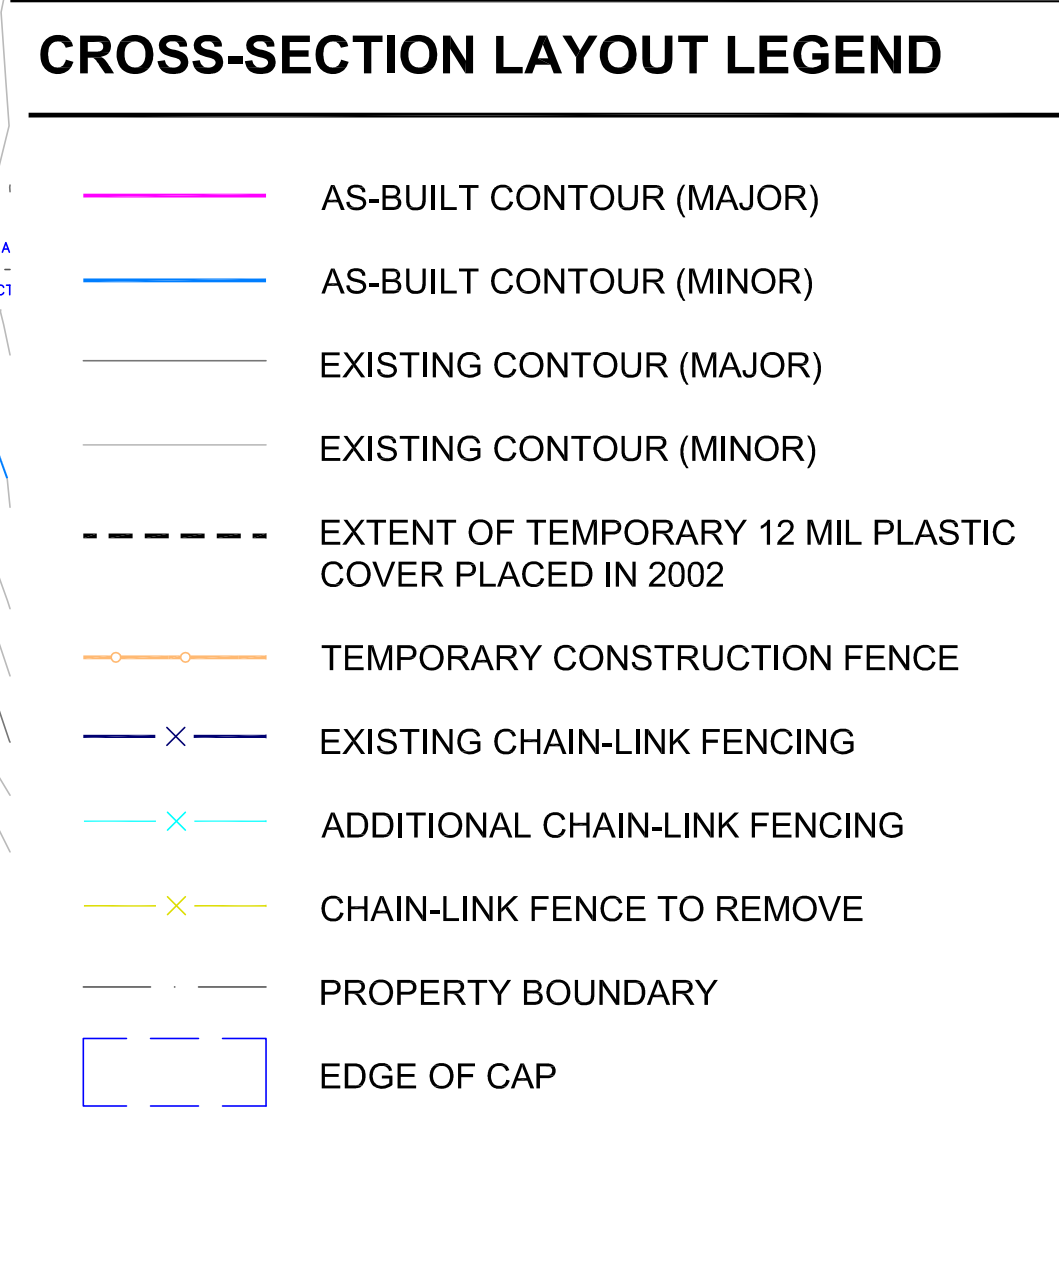 CROSS-SECTION LAYOUT LEGEND
AS-BUILT CONTOUR (MAJOR)
A
AS-BUILT CONTOUR (MINOR)
CT
EXISTING CONTOUR (MAJOR)
EXISTING CONTOUR (MINOR)
EXTENT OF TEMPORARY 12 MIL PLASTIC
COVER PLACED IN 2002
TEMPORARY CONSTRUCTION FENCE
EXISTING CHAIN-LINK FENCING
ADDITIONAL CHAIN-LINK FENCING
CHAIN-LINK FENCE TO REMOVE
PROPERTY BOUNDARY
EDGE OF CAP